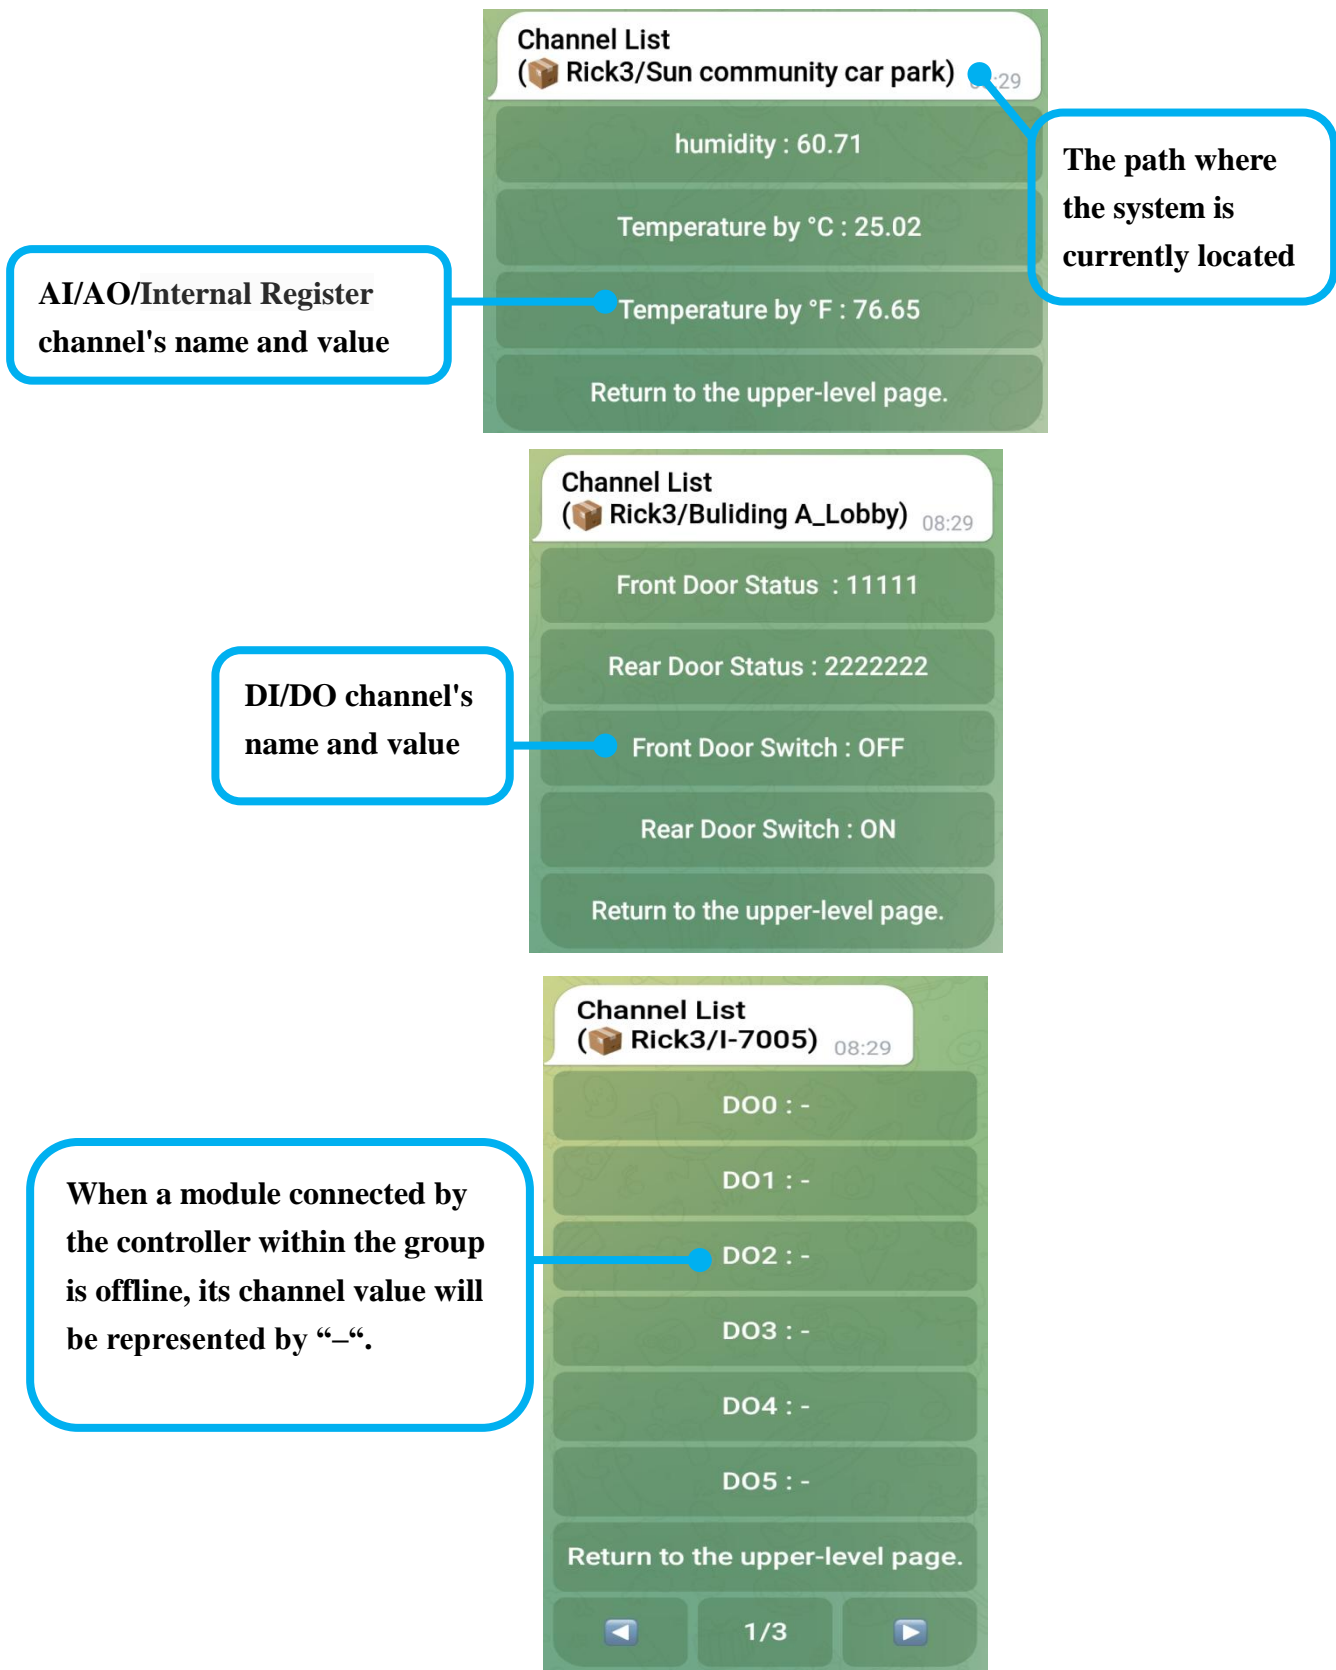 Channel List
(📦 Rick3/Sun community car park) :29
humidity : 60.71
Temperature by °C : 25.02
Temperature by °F : 76.65
Return to the upper-level page.
The path where
the system is
currently located
AI/AO/Internal Register
channel's name and value
Channel List
(📦 Rick3/Buliding A_Lobby) 08:29
Front Door Status : 11111
Rear Door Status : 2222222
Front Door Switch : OFF
Rear Door Switch : ON
Return to the upper-level page.
DI/DO channel's
name and value
Channel List
(📦 Rick3/I-7005) 08:29
DO0 : -
DO1 : -
DO2 : -
DO3 : -
DO4 : -
DO5 : -
Return to the upper-level page.
◀ 1/3 ▶
When a module connected by
the controller within the group
is offline, its channel value will
be represented by “–“.